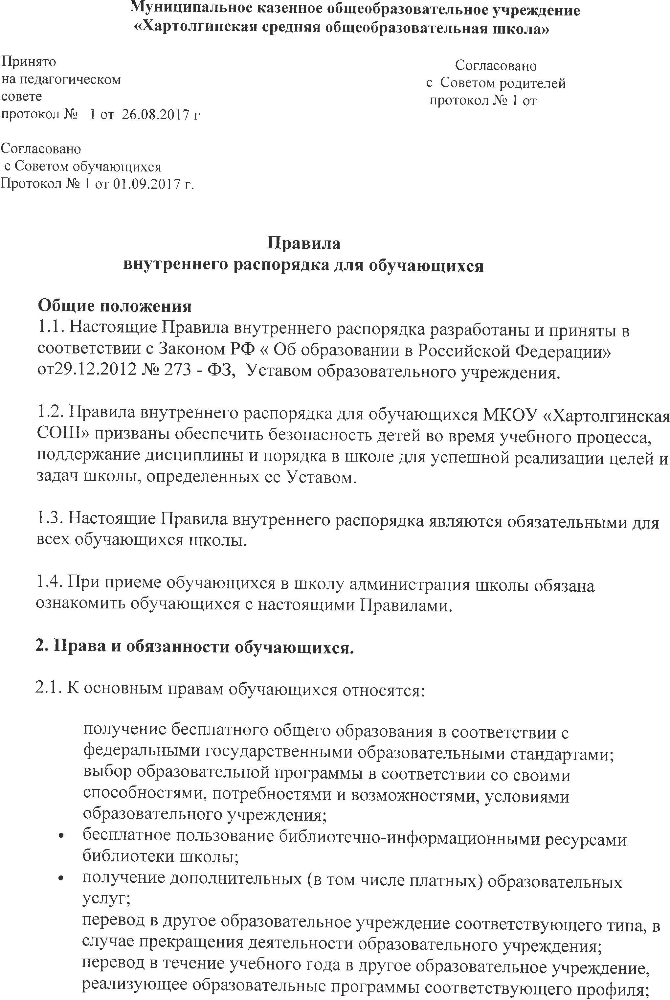 Муниципальное казенное общеобразовательное учреждение
«Хартолгинская средняя общеобразовательная школа»
Принято
на педагогическом
совете
протокол №   1 от  26.08.2017 г
Согласовано
с  Советом родителей
протокол № 1 от
Согласовано
с Советом обучающихся
Протокол № 1 от 01.09.2017 г.
Правила
внутреннего распорядка для обучающихся
Общие положения
1.1. Настоящие Правила внутреннего распорядка разработаны и приняты в
соответствии с Законом РФ « Об образовании в Российской Федерации»
от29.12.2012 № 273 - ФЗ,  Уставом образовательного учреждения.
1.2. Правила внутреннего распорядка для обучающихся МКОУ «Хартолгинская
СОШ» призваны обеспечить безопасность детей во время учебного процесса,
поддержание дисциплины и порядка в школе для успешной реализации целей и
задач школы, определенных ее Уставом.
1.3. Настоящие Правила внутреннего распорядка являются обязательными для
всех обучающихся школы.
1.4. При приеме обучающихся в школу администрация школы обязана
ознакомить обучающихся с настоящими Правилами.
2. Права и обязанности обучающихся.
2.1. К основным правам обучающихся относятся:
получение бесплатного общего образования в соответствии с
федеральными государственными образовательными стандартами;
выбор образовательной программы в соответствии со своими
способностями, потребностями и возможностями, условиями
образовательного учреждения;
• бесплатное пользование библиотечно-информационными ресурсами
библиотеки школы;
• получение дополнительных (в том числе платных) образовательных
услуг;
перевод в другое образовательное учреждение соответствующего типа, в
случае прекращения деятельности образовательного учреждения;
перевод в течение учебного года в другое образовательное учреждение,
реализующее образовательные программы соответствующего профиля;